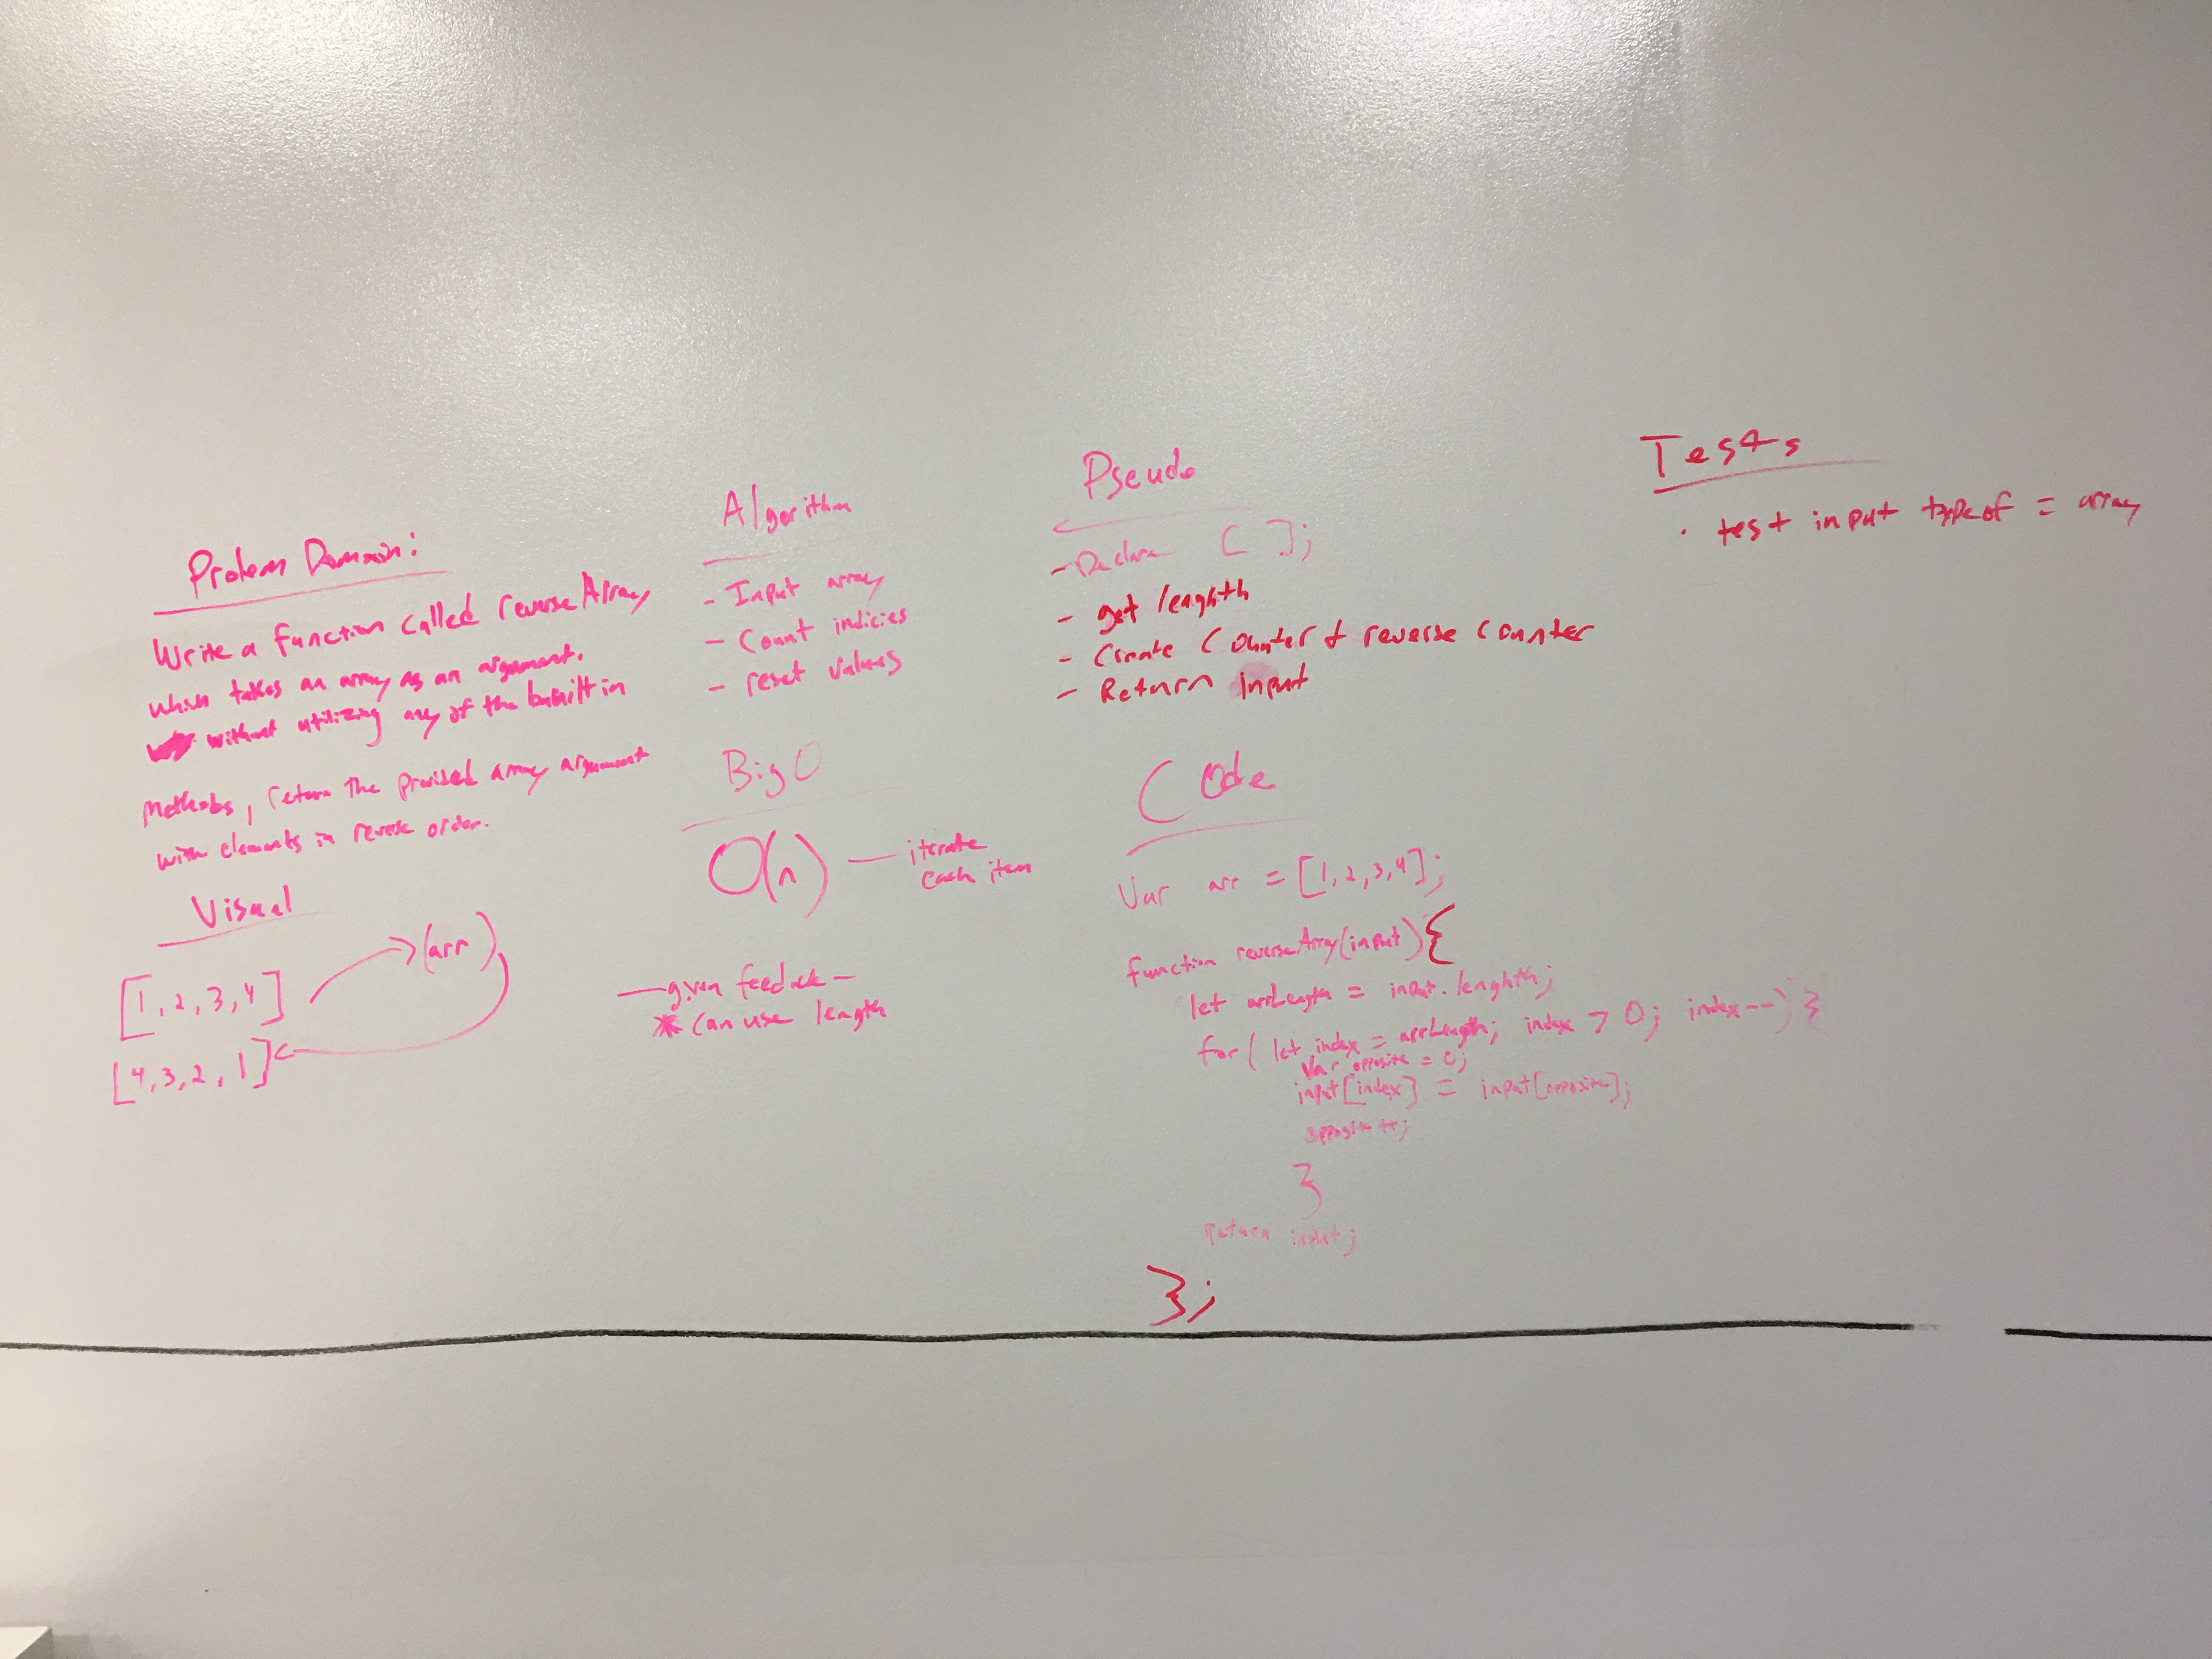 Problem Domain:
Write a function called reverseArray
which takes an array as an argument.
without utilizing any of the builtin
methods, return the provided array argument
with elements in reverse order.
Visual
[1, 2, 3, 4]
(arr)
[4, 3, 2, 1]
Algorithm
- Input array
- Count indicies
- reset values
Big O
O(n) — iterate
each item
— given feedback —
* Can use length
Pseudo
- Declare [ ];
- get lenghth
- Create Counter & reverse counter
- Return input
Code
Var arr = [1, 2, 3, 4];
function reverseArray(input){
let arrLength = input.lenghth;
for( let index = arrLength; index > 0; index--) {
Var opposite = 0;
input[index] = input[opposite];
opposite++;
}
return input;
};
Tests
· test input typeof = array